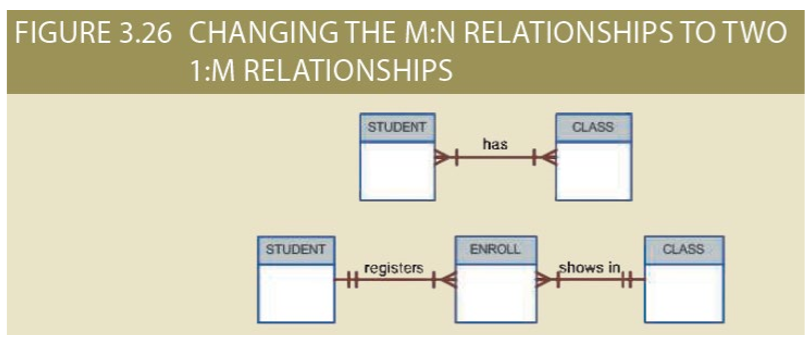 FIGURE 3.26 CHANGING THE M:N RELATIONSHIPS TO TWO
1:M RELATIONSHIPS
STUDENT
has
CLASS
STUDENT
registers
ENROLL
shows in
CLASS